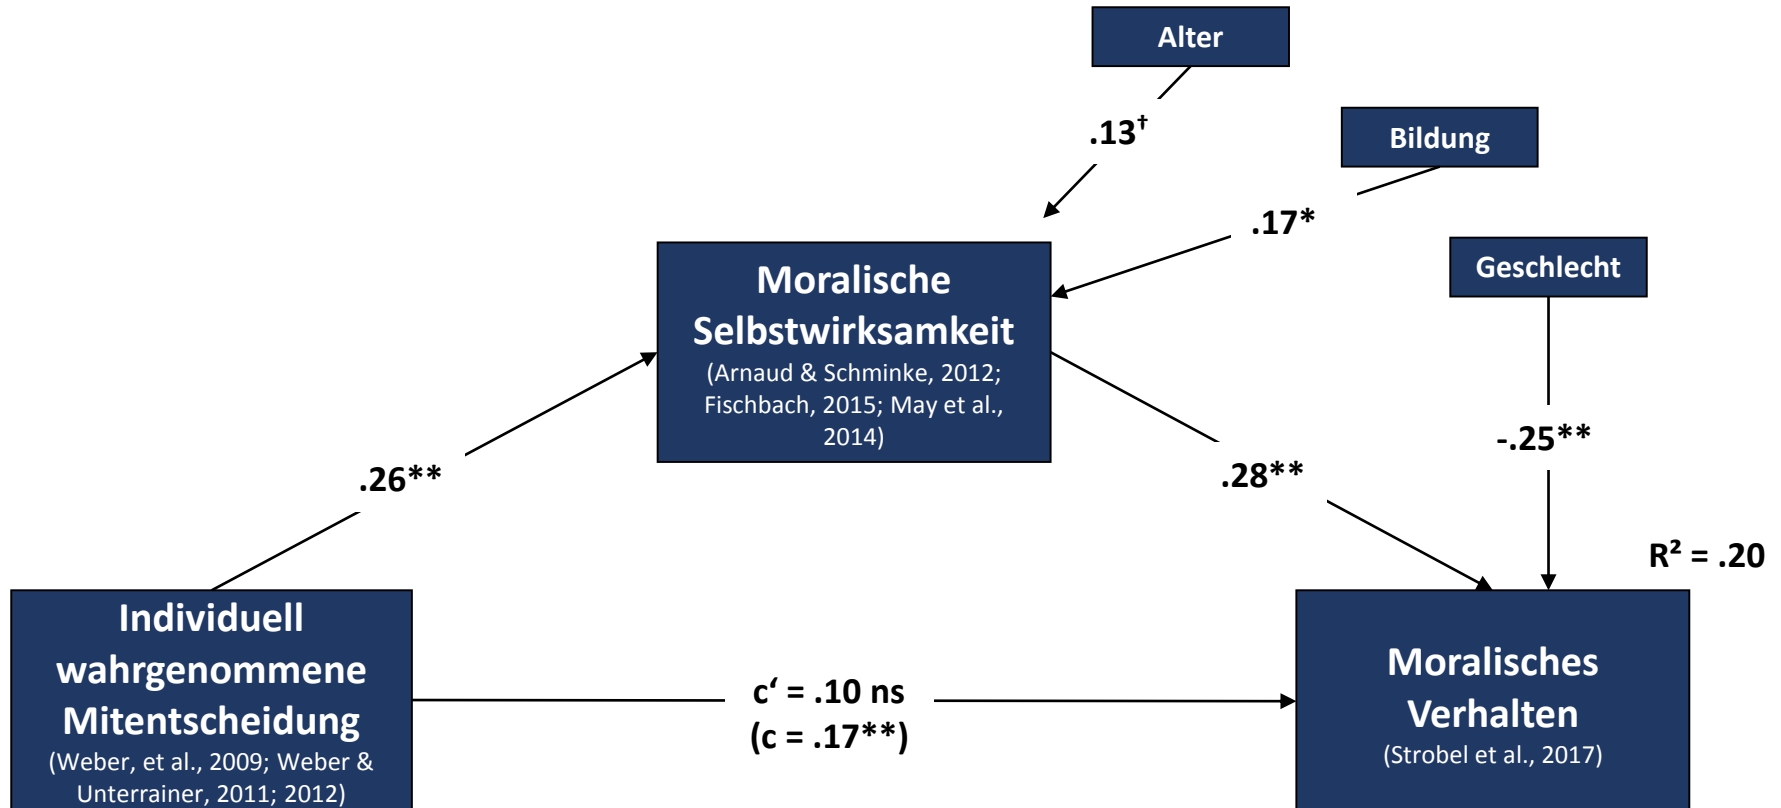 Alter
.13†
Bildung
.17*
Geschlecht
Moralische
Selbstwirksamkeit
(Arnaud & Schminke, 2012;
Fischbach, 2015; May et al.,
2014)
-.25**
.26**
.28**
R² = .20
Individuell
wahrgenommene
Mitentscheidung
(Weber, et al., 2009; Weber &
Unterrainer, 2011; 2012)
c‘ = .10 ns
(c = .17**)
Moralisches
Verhalten
(Strobel et al., 2017)